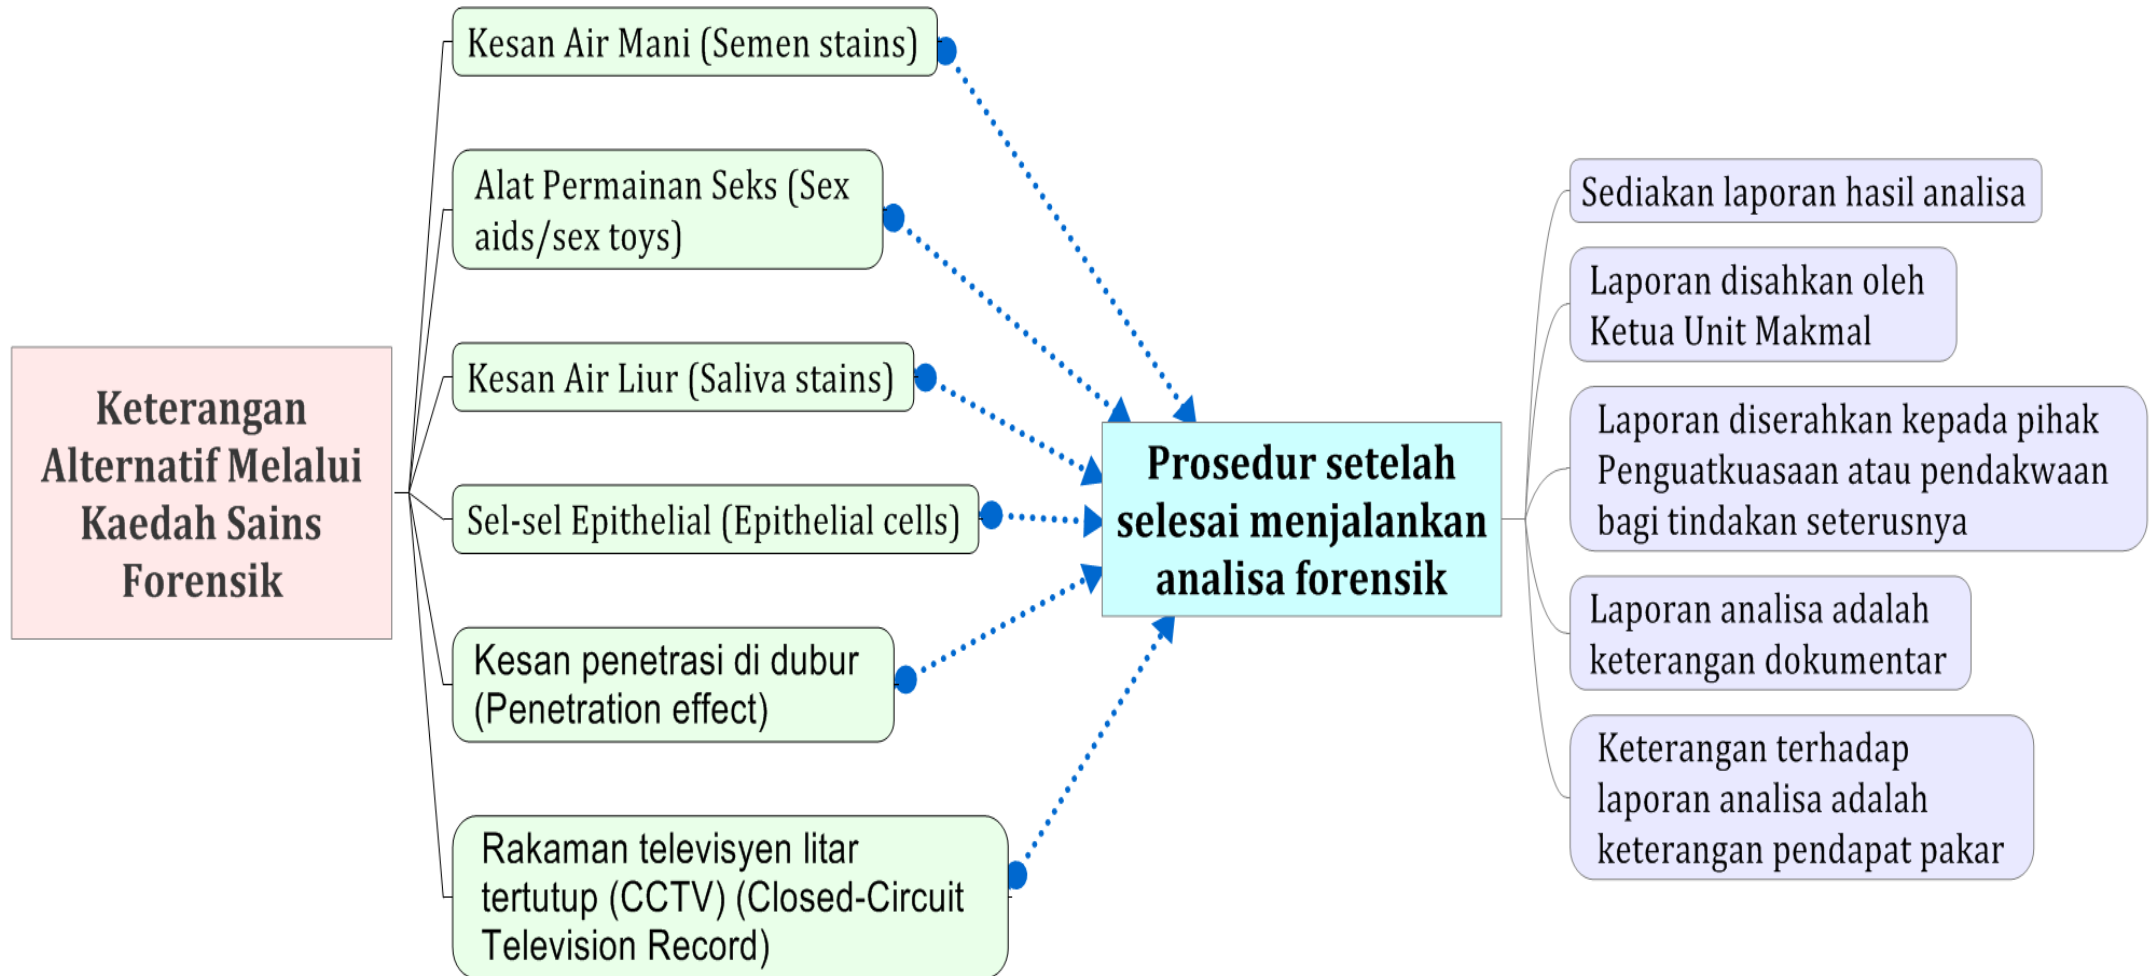 Keterangan
Alternatif Melalui
Kaedah Sains
Forensik
Kesan Air Mani (Semen stains)
Alat Permainan Seks (Sex
aids/sex toys)
Kesan Air Liur (Saliva stains)
Sel-sel Epithelial (Epithelial cells)
Kesan penetrasi di dubur
(Penetration effect)
Rakaman televisyen litar
tertutup (CCTV) (Closed-Circuit
Television Record)
Prosedur setelah
selesai menjalankan
analisa forensik
Sediakan laporan hasil analisa
Laporan disahkan oleh
Ketua Unit Makmal
Laporan diserahkan kepada pihak
Penguatkuasaan atau pendakwaan
bagi tindakan seterusnya
Laporan analisa adalah
keterangan dokumentar
Keterangan terhadap
laporan analisa adalah
keterangan pendapat pakar